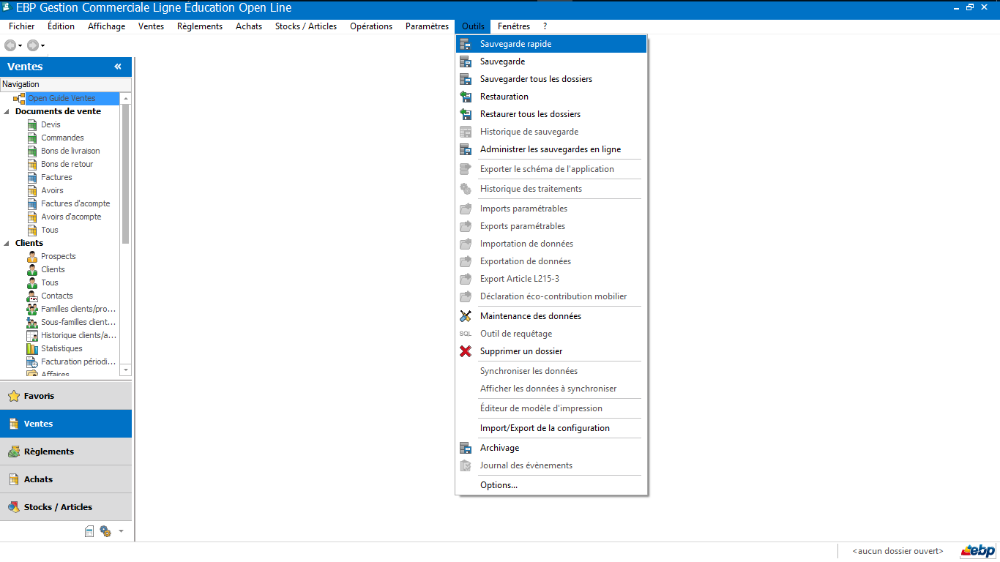 EBP Gestion Commerciale Ligne Éducation Open Line
Fichier Édition Affichage Ventes Règlements Achats Stocks / Articles Opérations Paramètres Outils Fenêtres ?
Ventes «
Navigation
Open Guide Ventes
Documents de vente
Devis
Commandes
Bons de livraison
Bons de retour
Factures
Avoirs
Factures d'acompte
Avoirs d'acompte
Tous
Clients
Prospects
Clients
Tous
Contacts
Familles clients/pro...
Sous-familles client...
Historique clients/a...
Statistiques
Facturation périodi...
Affaires
Favoris
Ventes
Règlements
Achats
Stocks / Articles
Sauvegarde rapide
Sauvegarde
Sauvegarder tous les dossiers
Restauration
Restaurer tous les dossiers
Historique de sauvegarde
Administrer les sauvegardes en ligne
Exporter le schéma de l'application
Historique des traitements
Imports paramétrables
Exports paramétrables
Importation de données
Exportation de données
Export Article L215-3
Déclaration éco-contribution mobilier
Maintenance des données
SQL Outil de requêtage
Supprimer un dossier
Synchroniser les données
Afficher les données à synchroniser
Éditeur de modèle d'impression
Import/Export de la configuration
Archivage
Journal des évènements
Options...
<aucun dossier ouvert>
ebp